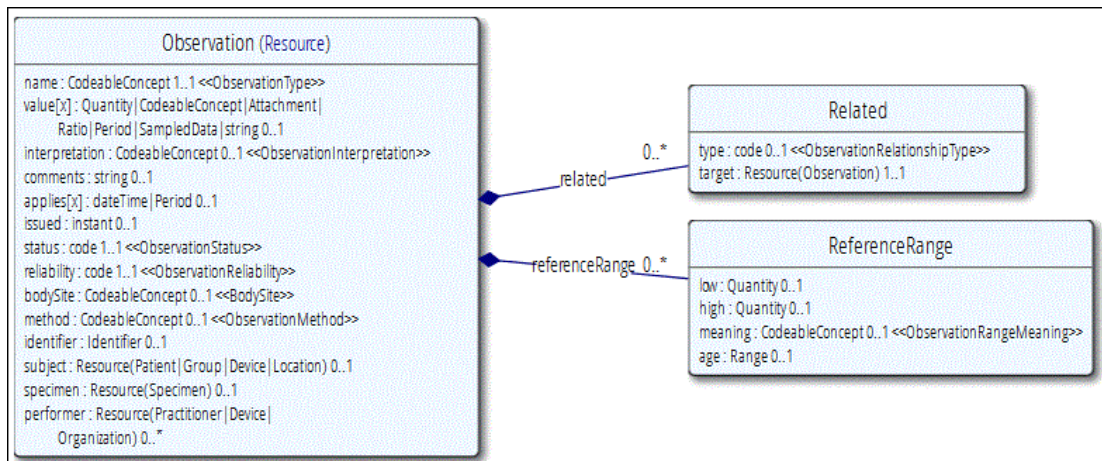 Observation (Resource)
name : CodeableConcept 1..1 <<ObservationType>>
value[x] : Quantity|CodeableConcept|Attachment|
Ratio|Period|SampledData|string 0..1
interpretation : CodeableConcept 0..1 <<ObservationInterpretation>>
comments : string 0..1
applies[x] : dateTime|Period 0..1
issued : instant 0..1
status : code 1..1 <<ObservationStatus>>
reliability : code 1..1 <<ObservationReliability>>
bodySite : CodeableConcept 0..1 <<BodySite>>
method : CodeableConcept 0..1 <<ObservationMethod>>
identifier : Identifier 0..1
subject : Resource(Patient|Group|Device|Location) 0..1
specimen : Resource(Specimen) 0..1
performer : Resource(Practitioner|Device|
Organization) 0..*
related
0..*
Related
type : code 0..1 <<ObservationRelationshipType>>
target : Resource(Observation) 1..1
referenceRange 0..*
ReferenceRange
low : Quantity 0..1
high : Quantity 0..1
meaning : CodeableConcept 0..1 <<ObservationRangeMeaning>>
age : Range 0..1